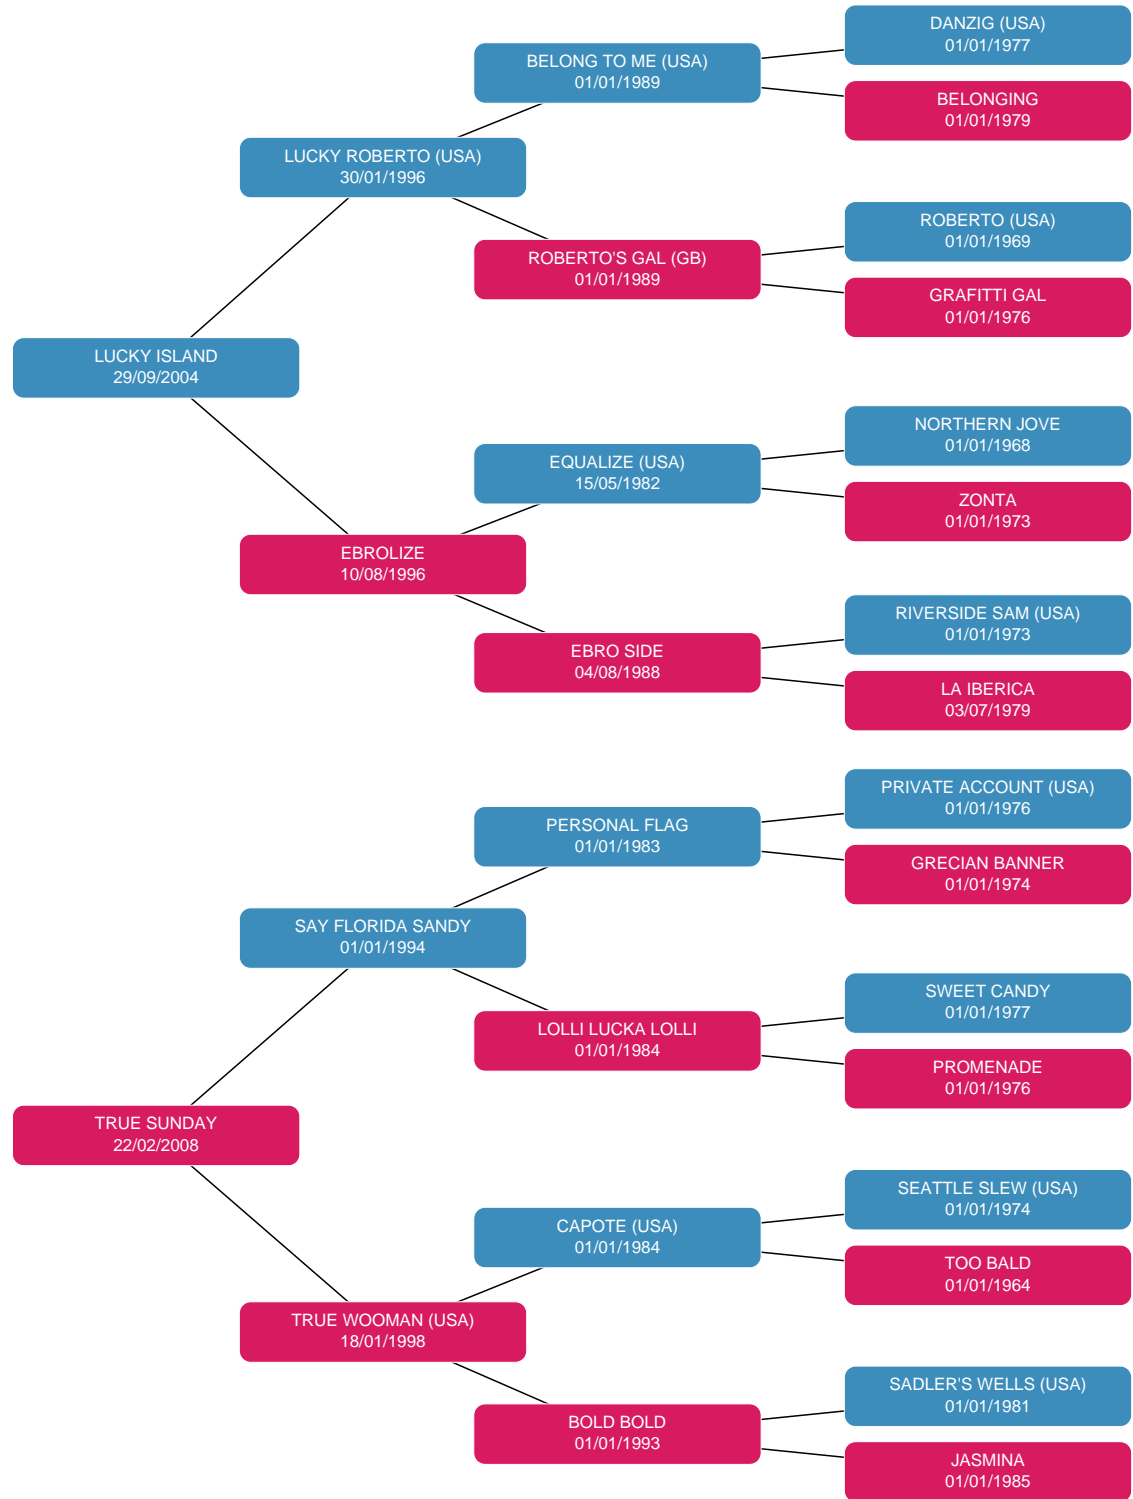 DANZIG (USA)
01/01/1977
BELONG TO ME (USA)
01/01/1989
BELONGING
01/01/1979
LUCKY ROBERTO (USA)
30/01/1996
ROBERTO (USA)
01/01/1969
ROBERTO'S GAL (GB)
01/01/1989
GRAFITTI GAL
01/01/1976
LUCKY ISLAND
29/09/2004
NORTHERN JOVE
01/01/1968
EQUALIZE (USA)
15/05/1982
ZONTA
01/01/1973
EBROLIZE
10/08/1996
RIVERSIDE SAM (USA)
01/01/1973
EBRO SIDE
04/08/1988
LA IBERICA
03/07/1979
PRIVATE ACCOUNT (USA)
01/01/1976
PERSONAL FLAG
01/01/1983
GRECIAN BANNER
01/01/1974
SAY FLORIDA SANDY
01/01/1994
SWEET CANDY
01/01/1977
LOLLI LUCKA LOLLI
01/01/1984
PROMENADE
01/01/1976
TRUE SUNDAY
22/02/2008
SEATTLE SLEW (USA)
01/01/1974
CAPOTE (USA)
01/01/1984
TOO BALD
01/01/1964
TRUE WOOMAN (USA)
18/01/1998
SADLER'S WELLS (USA)
01/01/1981
BOLD BOLD
01/01/1993
JASMINA
01/01/1985